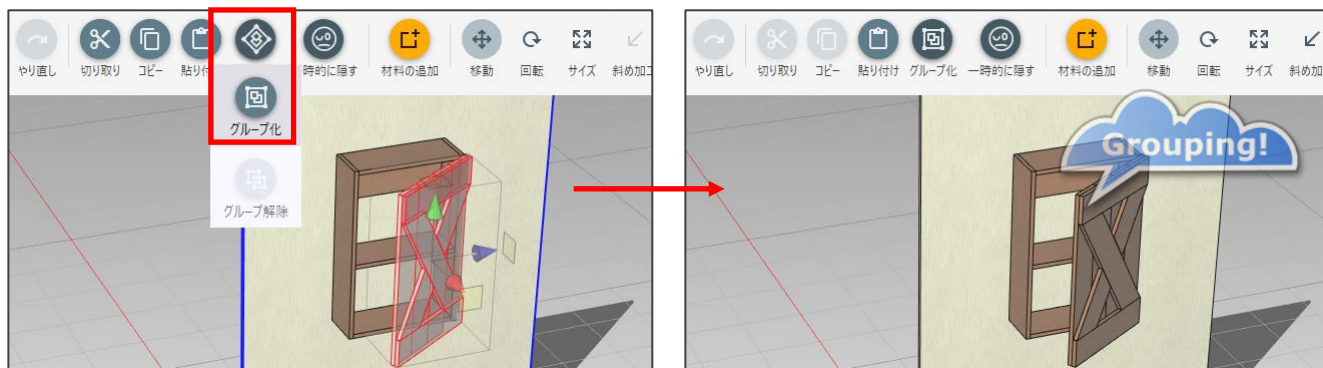 やり直し 切り取り コピー 貼り付 時的に隠す 材料の追加 移動 回転 サイズ 斜め加工
グループ化
グループ解除
やり直し 切り取り コピー 貼り付け グループ化 一時的に隠す 材料の追加 移動 回転 サイズ 斜め加
Grouping!